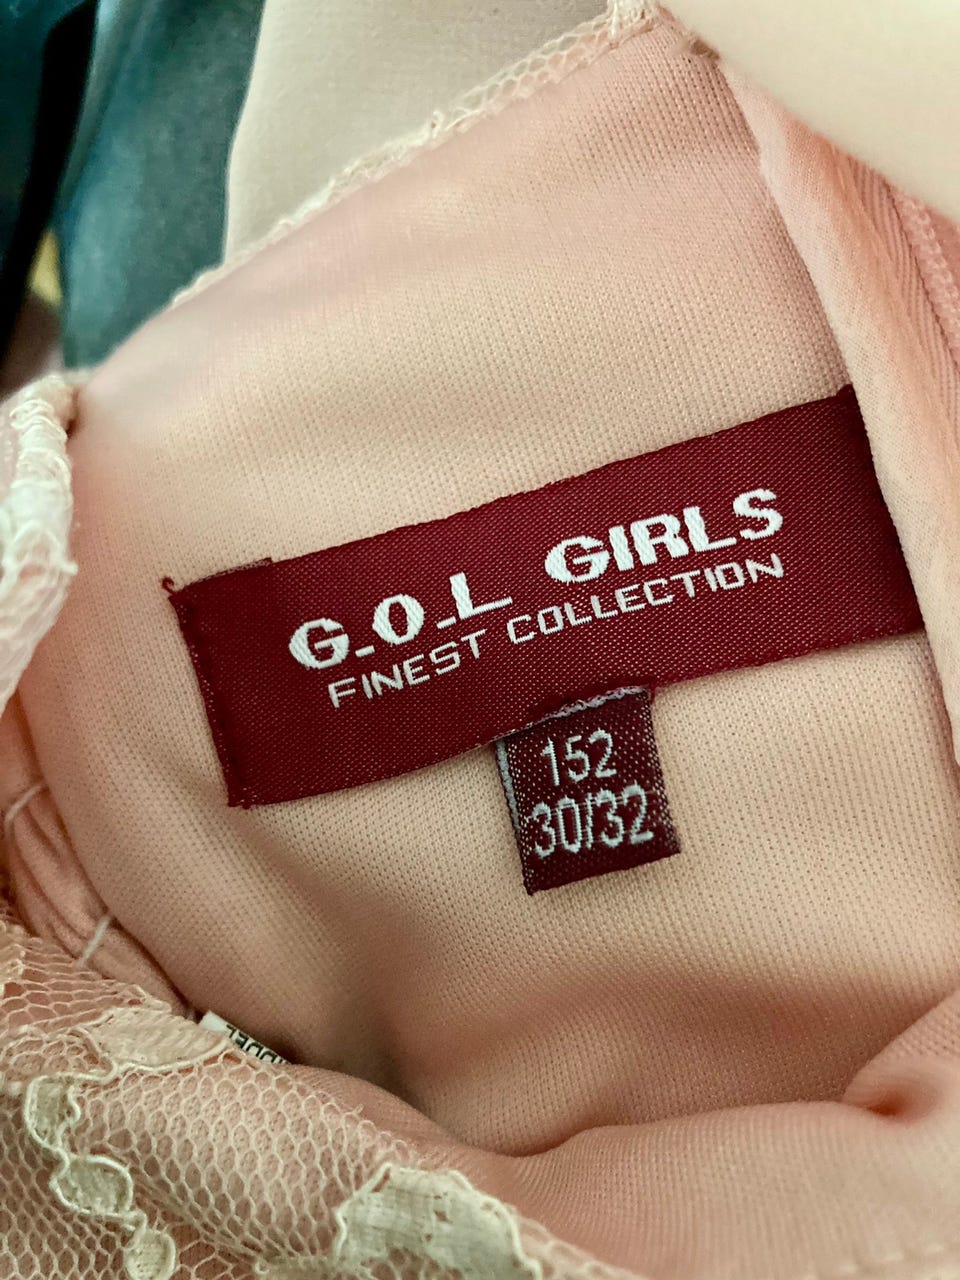 G.O.L GIRLS
FINEST COLLECTION
152
30/32